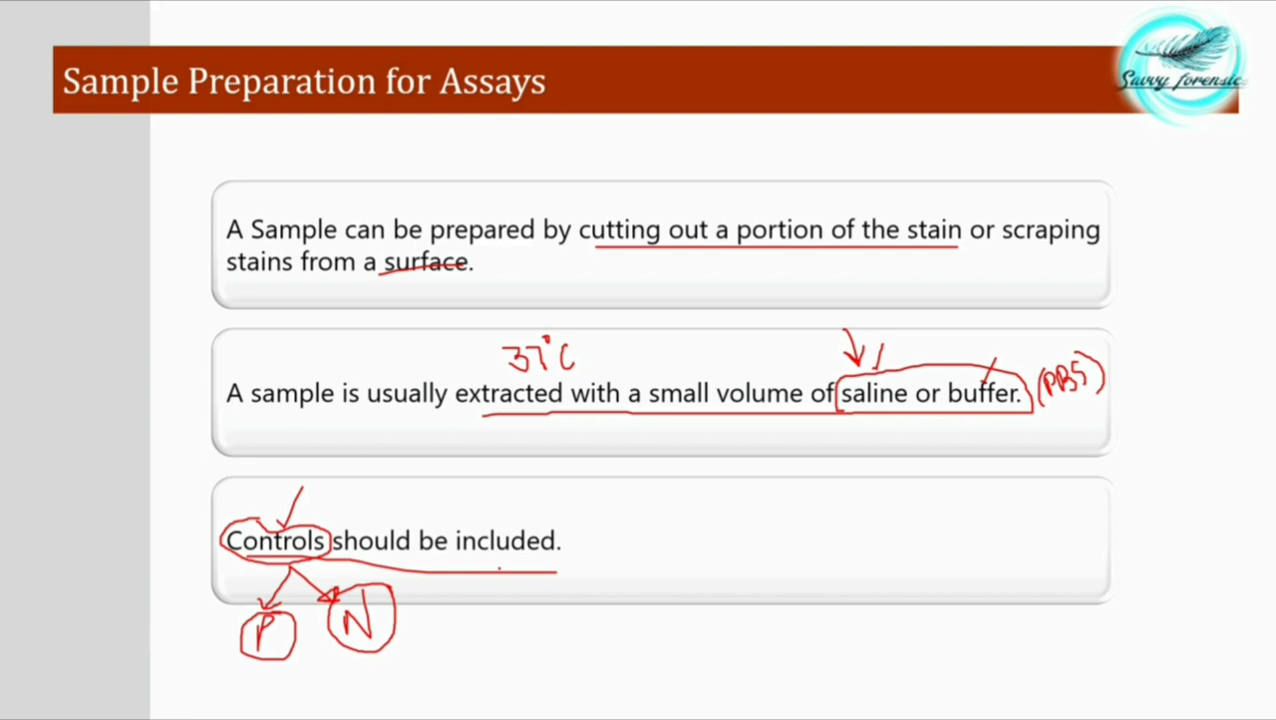 Sample Preparation for Assays
Savvy forensics
A Sample can be prepared by cutting out a portion of the stain or scraping
stains from a surface.
37°C
A sample is usually extracted with a small volume of saline or buffer. (PBS)
Controls should be included.
P N